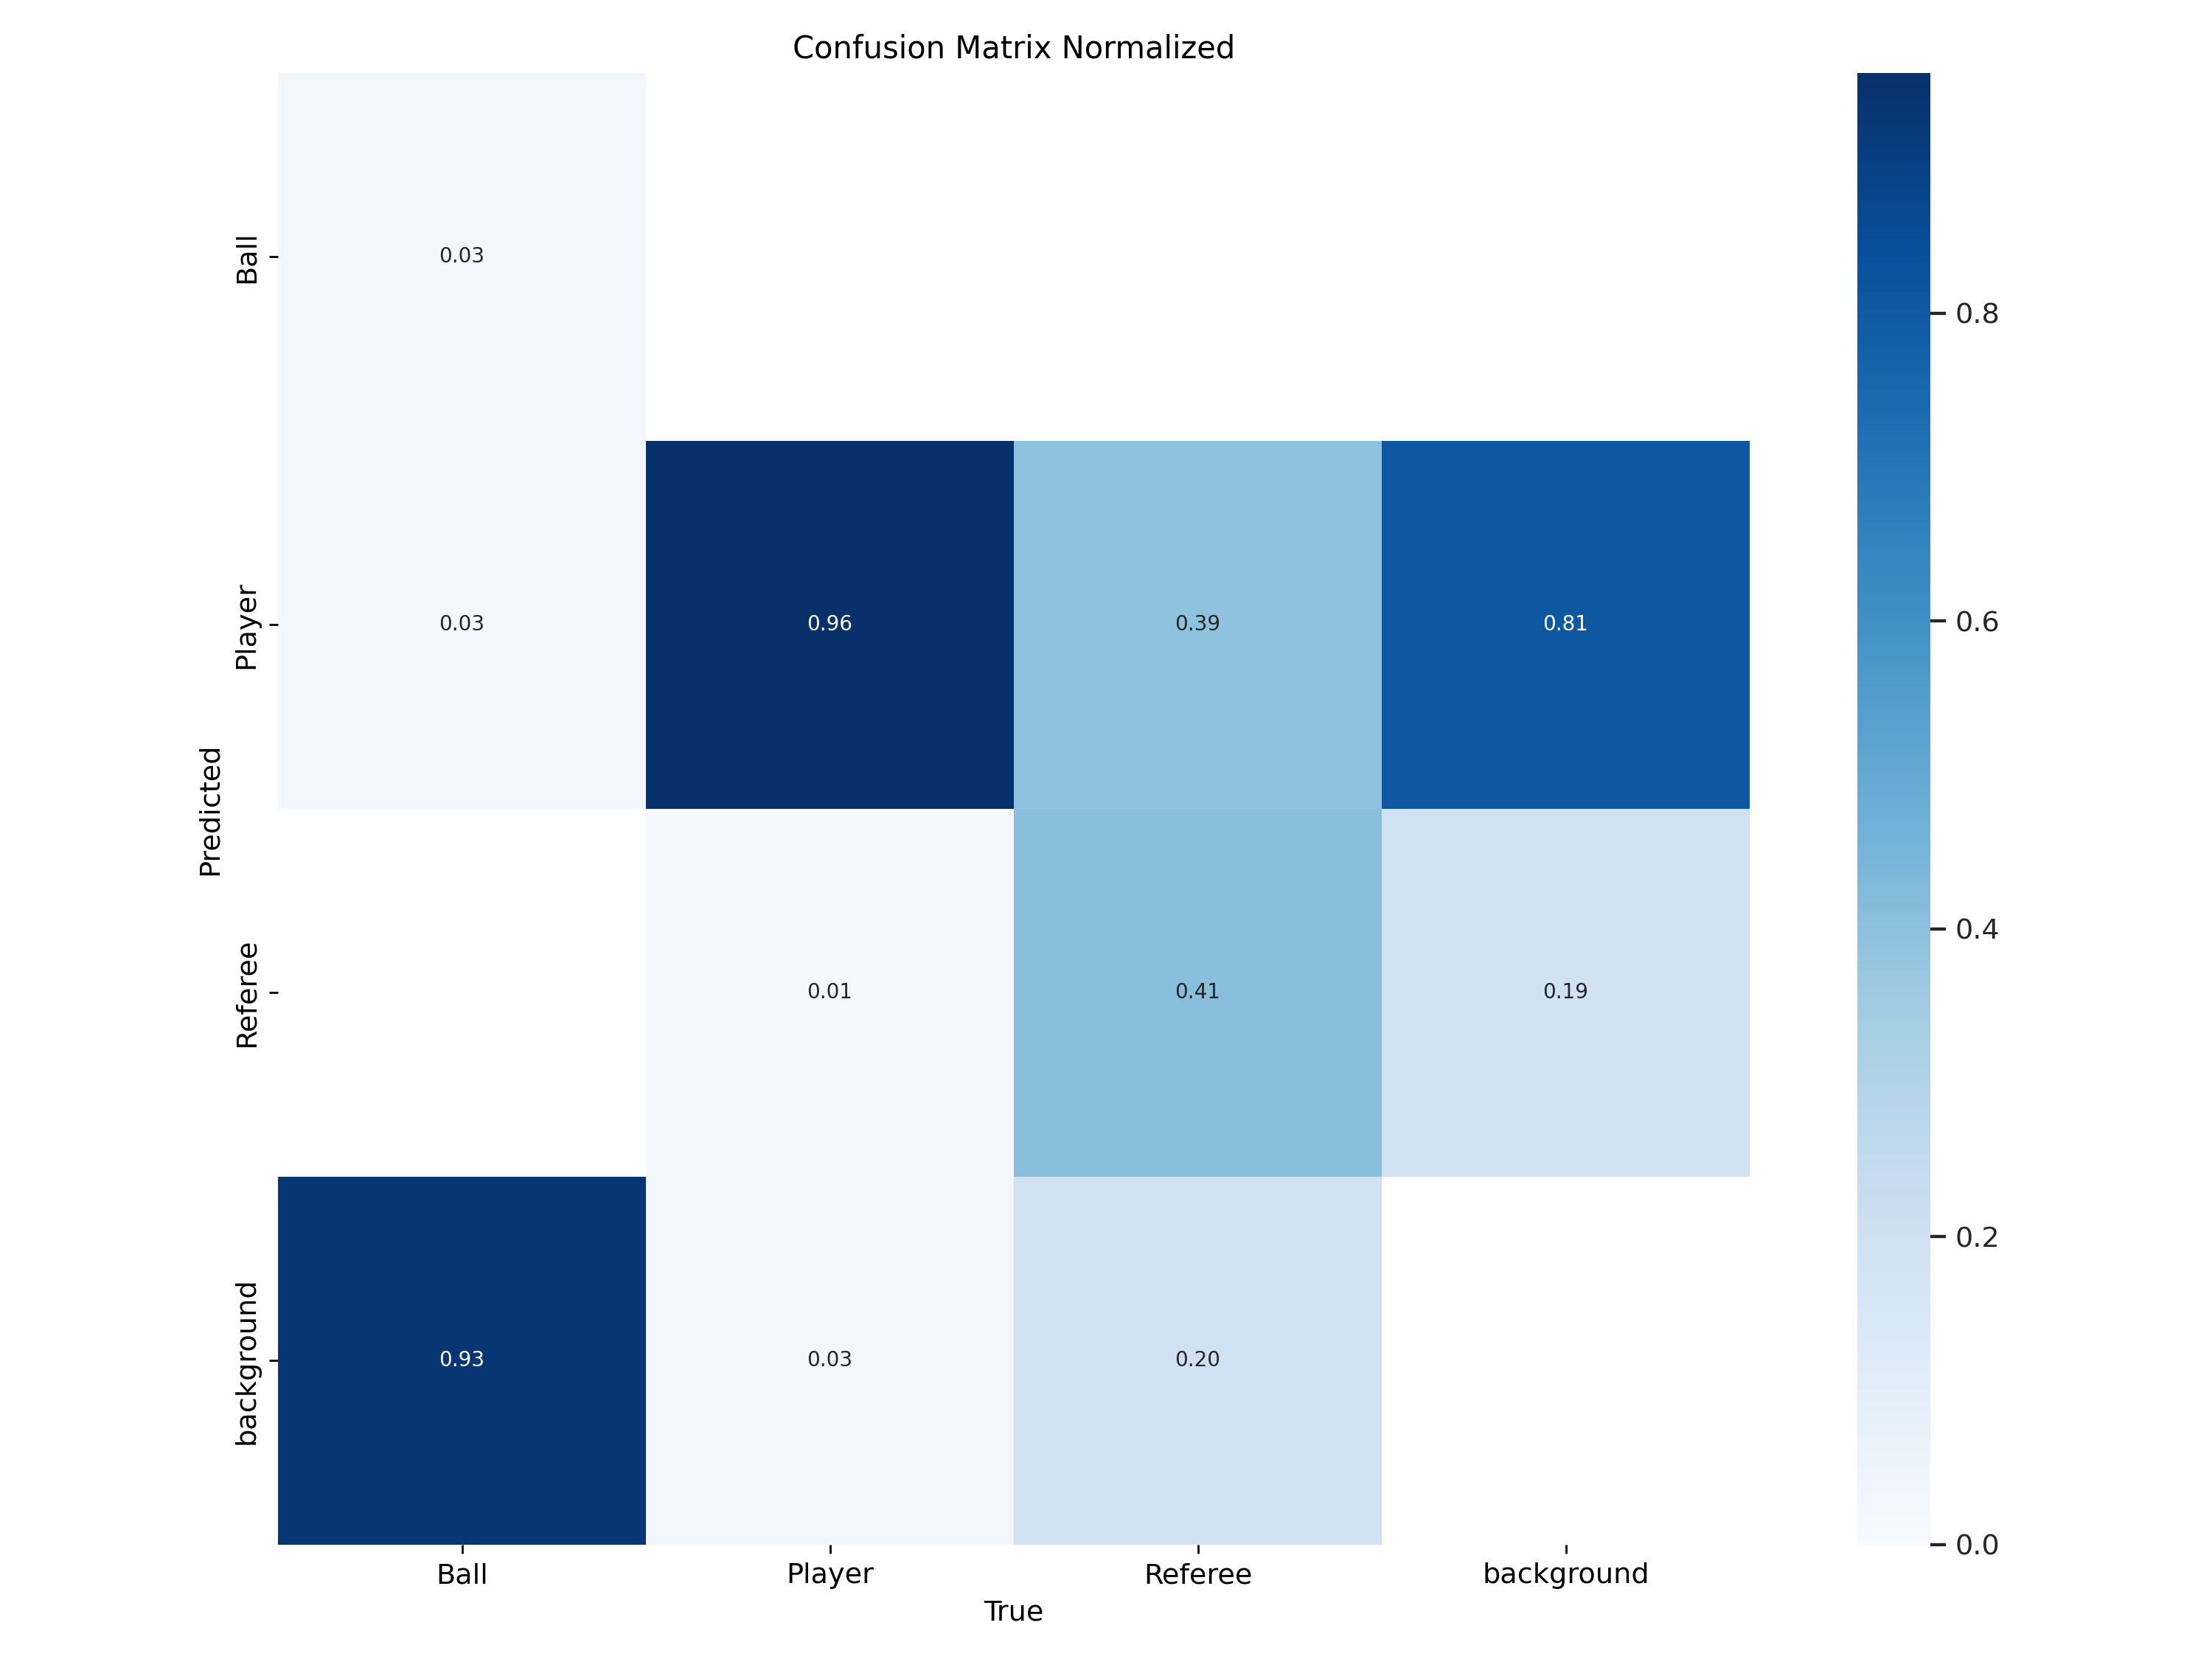 Confusion Matrix Normalized
Ball
0.03
0.8
Player
0.03
0.96
0.39
0.81
0.6
Predicted
0.4
Referee
0.01
0.41
0.19
0.2
background
0.93
0.03
0.20
0.0
Ball
Player
Referee
background
True